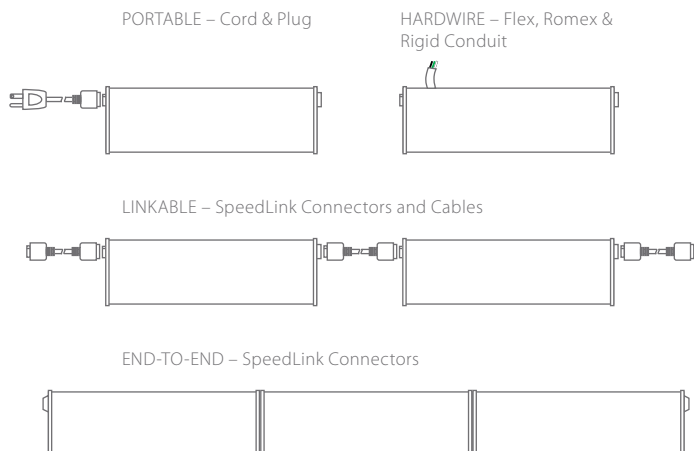 PORTABLE – Cord & Plug
HARDWIRE – Flex, Romex &
Rigid Conduit
LINKABLE – SpeedLink Connectors and Cables
END-TO-END – SpeedLink Connectors